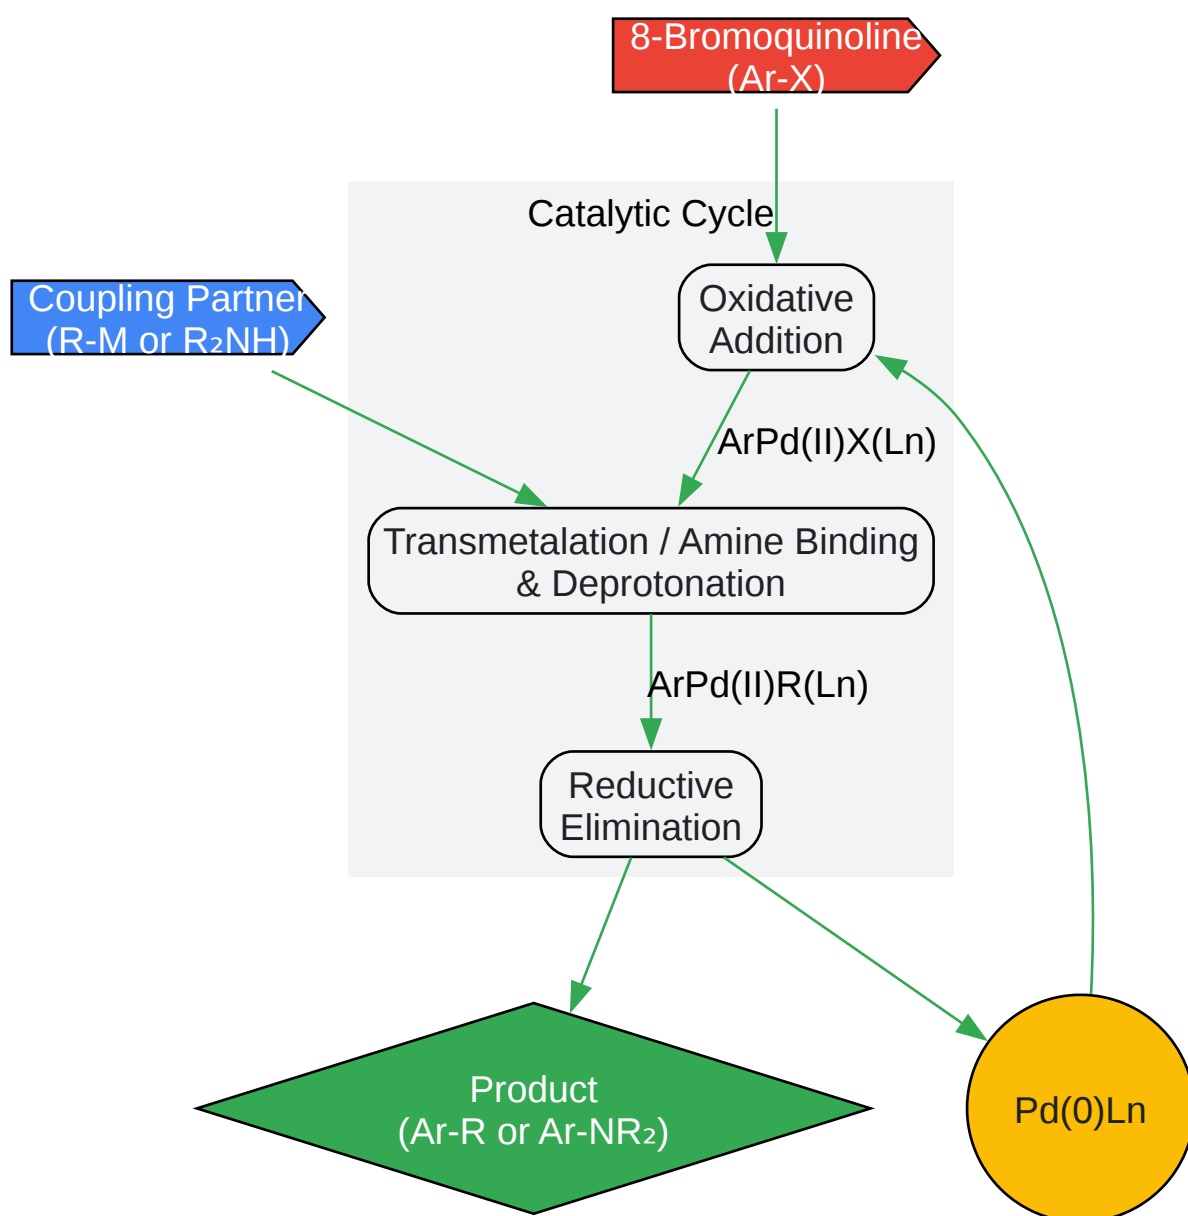 8-Bromoquinoline
(Ar-X)
Catalytic Cycle
Coupling Partner
(R-M or R₂NH)
Oxidative
Addition
ArPd(II)X(Ln)
Transmetalation / Amine Binding
& Deprotonation
ArPd(II)R(Ln)
Reductive
Elimination
Product
(Ar-R or Ar-NR₂)
Pd(0)Ln